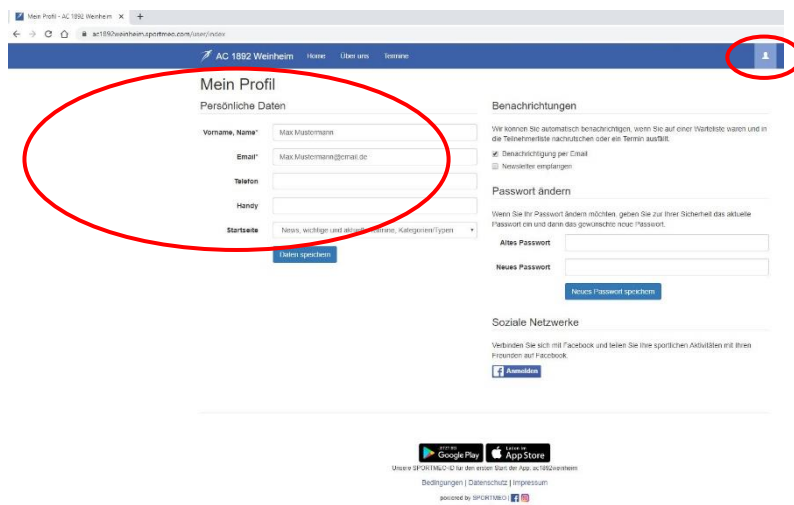 Mein Profil - AC 1892 Weinheim
ac1892weinheim.sportmeo.com/user/index
AC 1892 Weinheim Home Über uns Termine
Mein Profil
Persönliche Daten
Vorname, Name* Max Mustermann
Email* Max.Mustermann@email.de
Telefon
Handy
Startseite News, wichtige und aktuelle Termine, Kategorien/Typen
Daten speichern
Benachrichtungen
Wir können Sie automatisch benachrichtigen, wenn Sie auf einer Warteliste waren und in
die Teilnehmerliste nachrutschen oder ein Termin ausfällt.
Benachrichtigung per Email
Newsletter empfangen
Passwort ändern
Wenn Sie Ihr Passwort ändern möchten, geben Sie zur Ihrer Sicherheit das aktuelle
Passwort ein und dann das gewünschte neue Passwort.
Altes Passwort
Neues Passwort
Neues Passwort speichern
Soziale Netzwerke
Verbinden Sie sich mit Facebook und teilen Sie Ihre sportlichen Aktivitäten mit Ihren
Freunden auf Facebook.
Anmelden
JETZT BEI
Google Play
Laden im
App Store
Unsere SPORTMEO-ID für den ersten Start der App: ac1892weinheim
Bedingungen | Datenschutz | Impressum
powered by SPORTMEO |